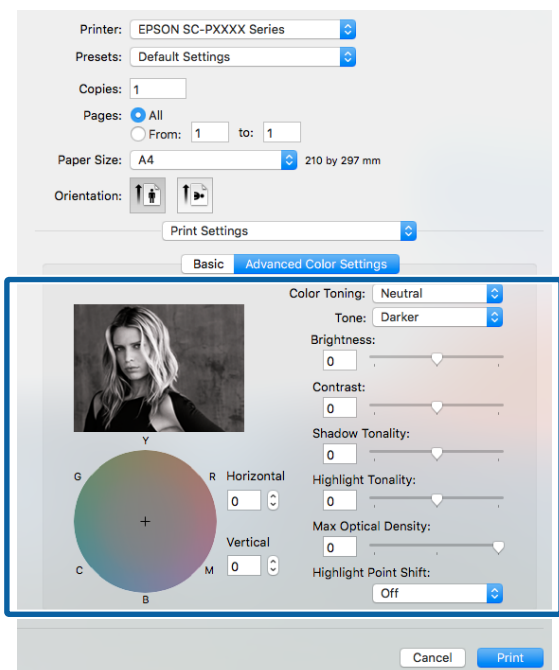 Printer: EPSON SC-PXXXX Series
Presets: Default Settings
Copies: 1
Pages: All
From: 1 to: 1
Paper Size: A4 210 by 297 mm
Orientation:
Print Settings
Basic Advanced Color Settings
Color Toning: Neutral
Tone: Darker
Brightness:
0
Contrast:
0
Shadow Tonality:
0
Highlight Tonality:
0
Max Optical Density:
0
Highlight Point Shift:
Off
Y
G R
C M
B
Horizontal
0
Vertical
0
Cancel Print